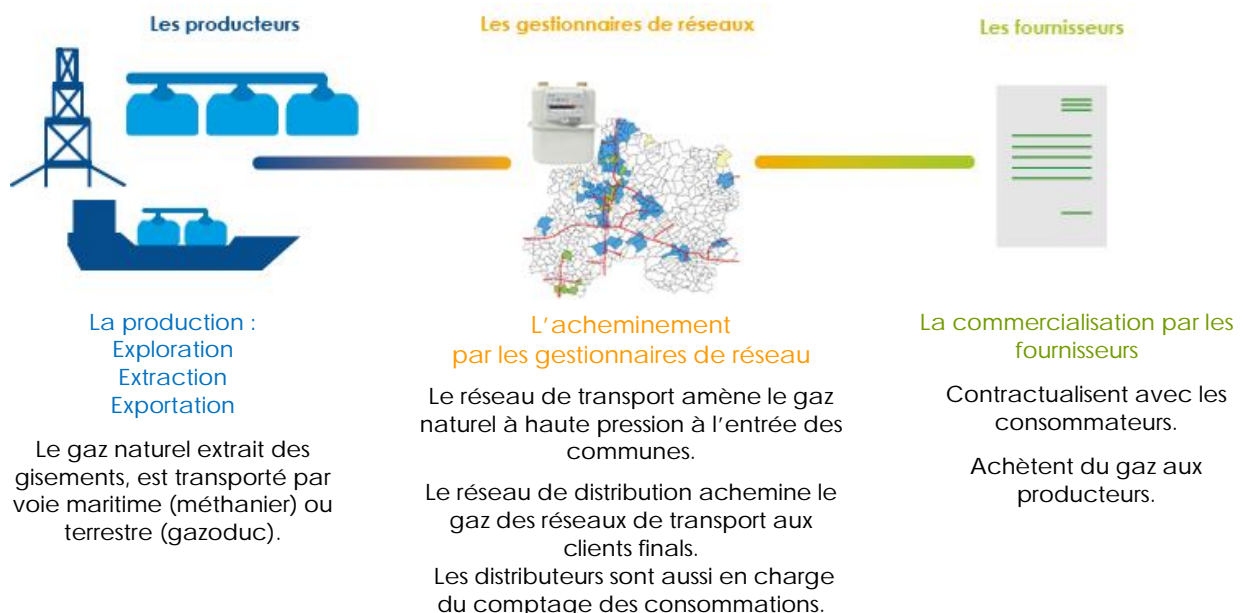 Les producteurs
Les gestionnaires de réseaux
Les fournisseurs
La production :
Exploration
Extraction
Exportation
Le gaz naturel extrait des
gisements, est transporté par
voie maritime (méthanier) ou
terrestre (gazoduc).
L'acheminement
par les gestionnaires de réseau
Le réseau de transport amène le gaz
naturel à haute pression à l'entrée des
communes.
Le réseau de distribution achemine le
gaz des réseaux de transport aux
clients finals.
Les distributeurs sont aussi en charge
du comptage des consommations.
La commercialisation par les
fournisseurs
Contractualisent avec les
consommateurs.
Achètent du gaz aux
producteurs.